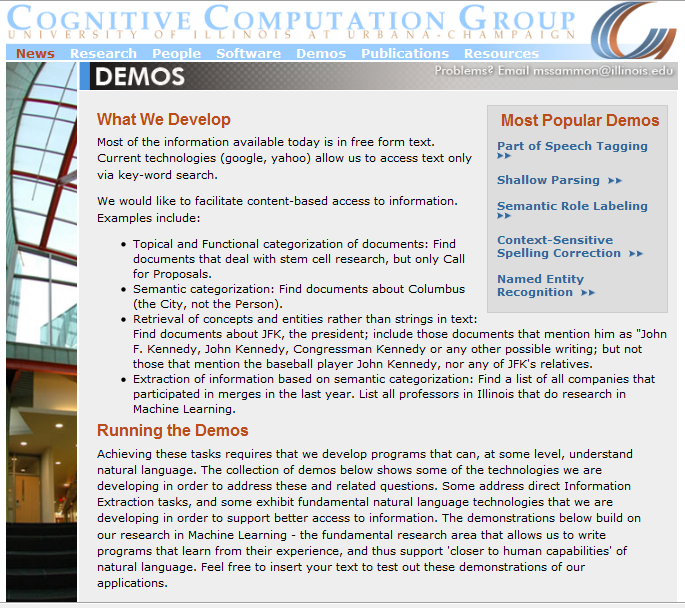 COGNITIVE COMPUTATION GROUP
UNIVERSITY OF ILLINOIS AT URBANA-CHAMPAIGN
News Research People Software Demos Publications Resources
DEMOS
Problems? Email mssammon@illinois.edu
What We Develop
Most of the information available today is in free form text.
Current technologies (google, yahoo) allow us to access text only
via key-word search.
We would like to facilitate content-based access to information.
Examples include:
• Topical and Functional categorization of documents: Find
documents that deal with stem cell research, but only Call
for Proposals.
• Semantic categorization: Find documents about Columbus
(the City, not the Person).
• Retrieval of concepts and entities rather than strings in text:
Find documents about JFK, the president; include those documents that mention him as "John
F. Kennedy, John Kennedy, Congressman Kennedy or any other possible writing; but not
those that mention the baseball player John Kennedy, nor any of JFK's relatives.
• Extraction of information based on semantic categorization: Find a list of all companies that
participated in merges in the last year. List all professors in Illinois that do research in
Machine Learning.
Most Popular Demos
Part of Speech Tagging
Shallow Parsing
Semantic Role Labeling
Context-Sensitive
Spelling Correction
Named Entity
Recognition
Running the Demos
Achieving these tasks requires that we develop programs that can, at some level, understand
natural language. The collection of demos below shows some of the technologies we are
developing in order to address these and related questions. Some address direct Information
Extraction tasks, and some exhibit fundamental natural language technologies that we are
developing in order to support better access to information. The demonstrations below build on
our research in Machine Learning - the fundamental research area that allows us to write
programs that learn from their experience, and thus support 'closer to human capabilities' of
natural language. Feel free to insert your text to test out these demonstrations of our
applications.